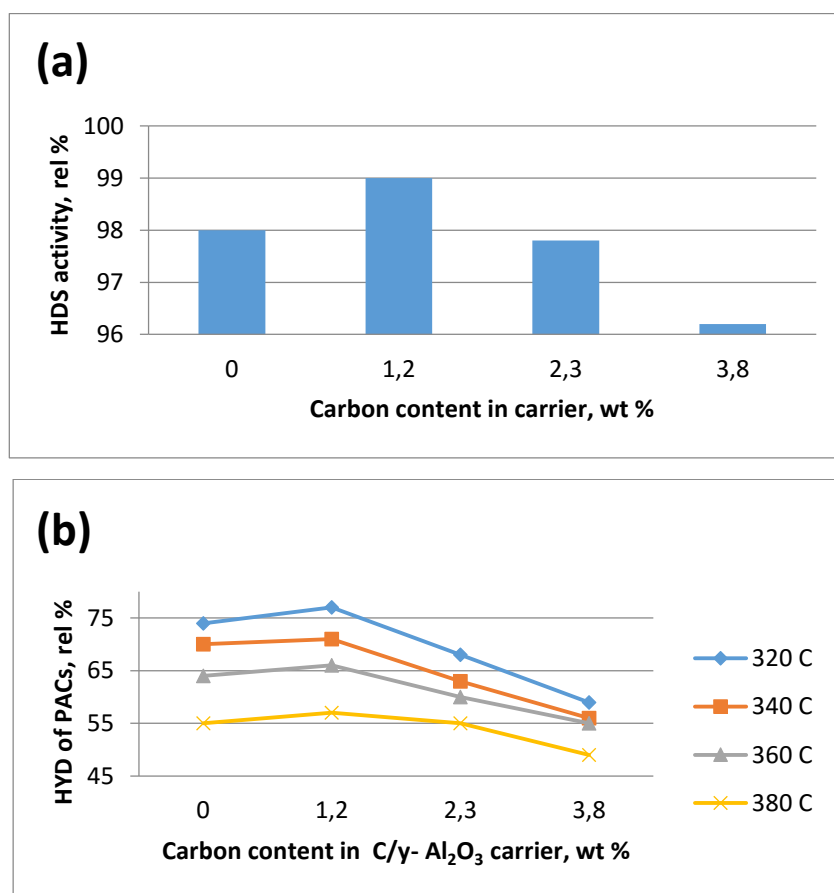 (a)
HDS activity, rel %
100
99
98
97
96
0 1,2 2,3 3,8
Carbon content in carrier, wt %
(b)
HYD of PACs, rel %
75
65
55
45
0 1,2 2,3 3,8
Carbon content in C/y- Al₂O₃ carrier, wt %
320 C
340 C
360 C
380 C